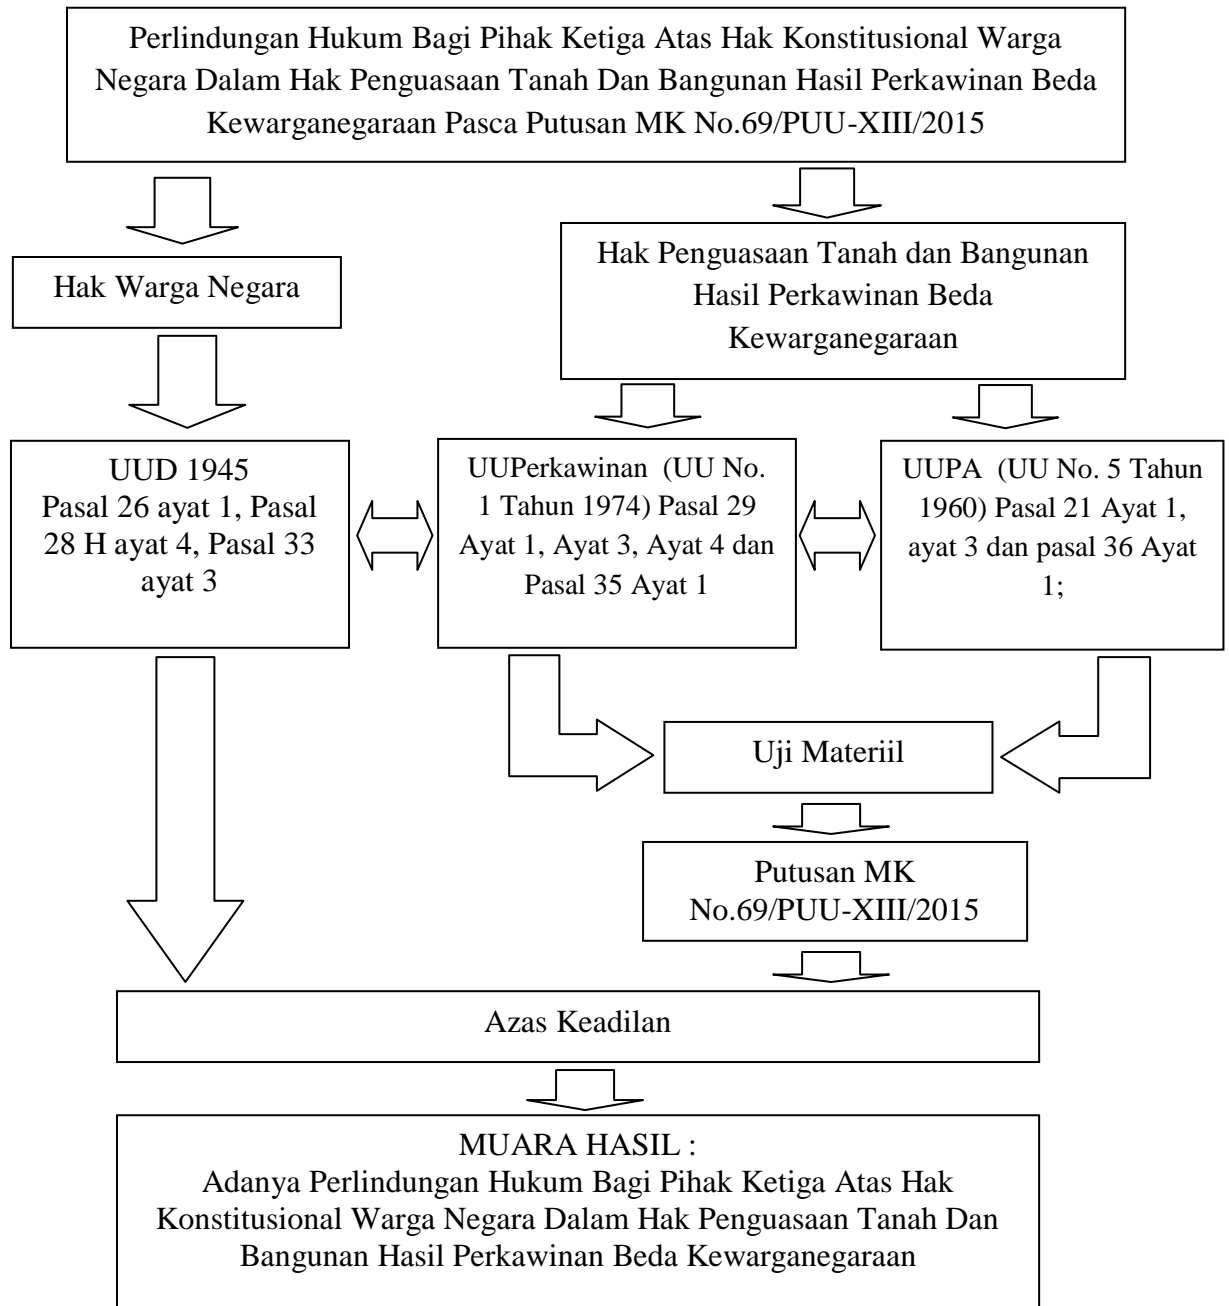 Perlindungan Hukum Bagi Pihak Ketiga Atas Hak Konstitusional Warga
Negara Dalam Hak Penguasaan Tanah Dan Bangunan Hasil Perkawinan Beda
Kewarganegaraan Pasca Putusan MK No.69/PUU-XIII/2015
Hak Warga Negara
Hak Penguasaan Tanah dan Bangunan
Hasil Perkawinan Beda
Kewarganegaraan
UUD 1945
Pasal 26 ayat 1, Pasal
28 H ayat 4, Pasal 33
ayat 3
UUPerkawinan (UU No.
1 Tahun 1974) Pasal 29
Ayat 1, Ayat 3, Ayat 4 dan
Pasal 35 Ayat 1
UUPA (UU No. 5 Tahun
1960) Pasal 21 Ayat 1,
ayat 3 dan pasal 36 Ayat
1;
Uji Materiil
Putusan MK
No.69/PUU-XIII/2015
Azas Keadilan
MUARA HASIL :
Adanya Perlindungan Hukum Bagi Pihak Ketiga Atas Hak
Konstitusional Warga Negara Dalam Hak Penguasaan Tanah Dan
Bangunan Hasil Perkawinan Beda Kewarganegaraan